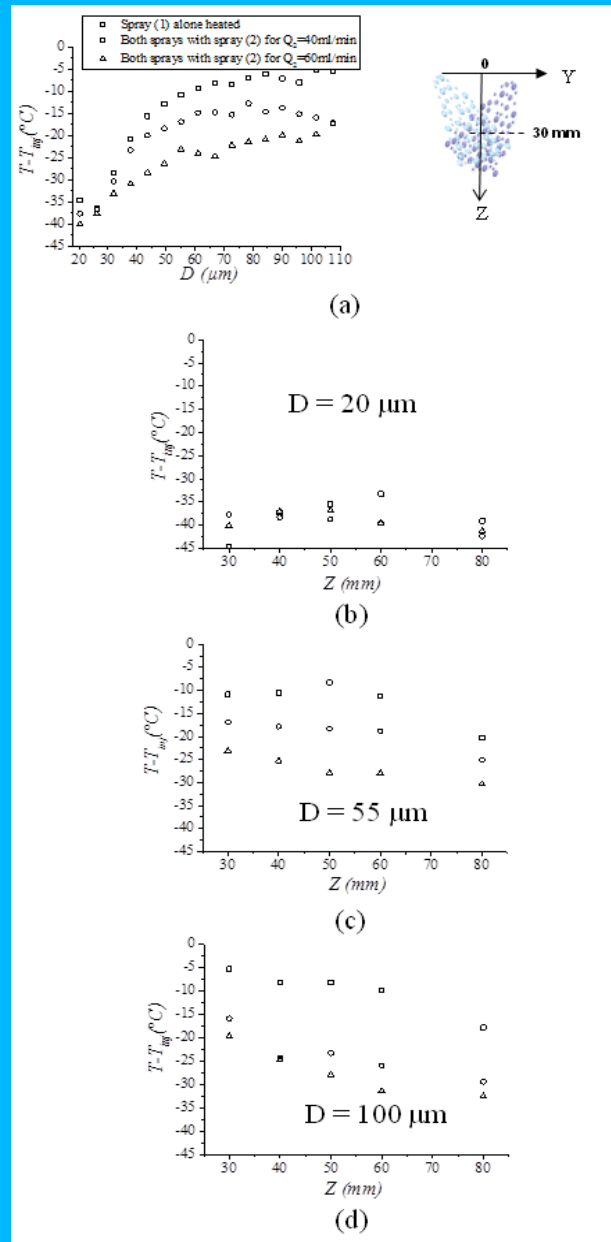 Spray (1) alone heated
Both sprays with spray (2) for Q₂=40ml/min
Both sprays with spray (2) for Q₂=60ml/min
0
-5
-10
-15
-20
-25
-30
-35
-40
-45
T-Tinj(°C)
20 30 40 50 60 70 80 90 100 110
D (µm)
0
Y
30 mm
Z
(a)
0
-5
-10
-15
-20
-25
-30
-35
-40
-45
T-Tinj(°C)
D = 20 µm
30 40 50 60 70 80
Z (mm)
(b)
0
-5
-10
-15
-20
-25
-30
-35
-40
-45
T-Tinj(°C)
D = 55 µm
30 40 50 60 70 80
Z (mm)
(c)
0
-5
-10
-15
-20
-25
-30
-35
-40
-45
T-Tinj(°C)
D = 100 µm
30 40 50 60 70 80
Z (mm)
(d)